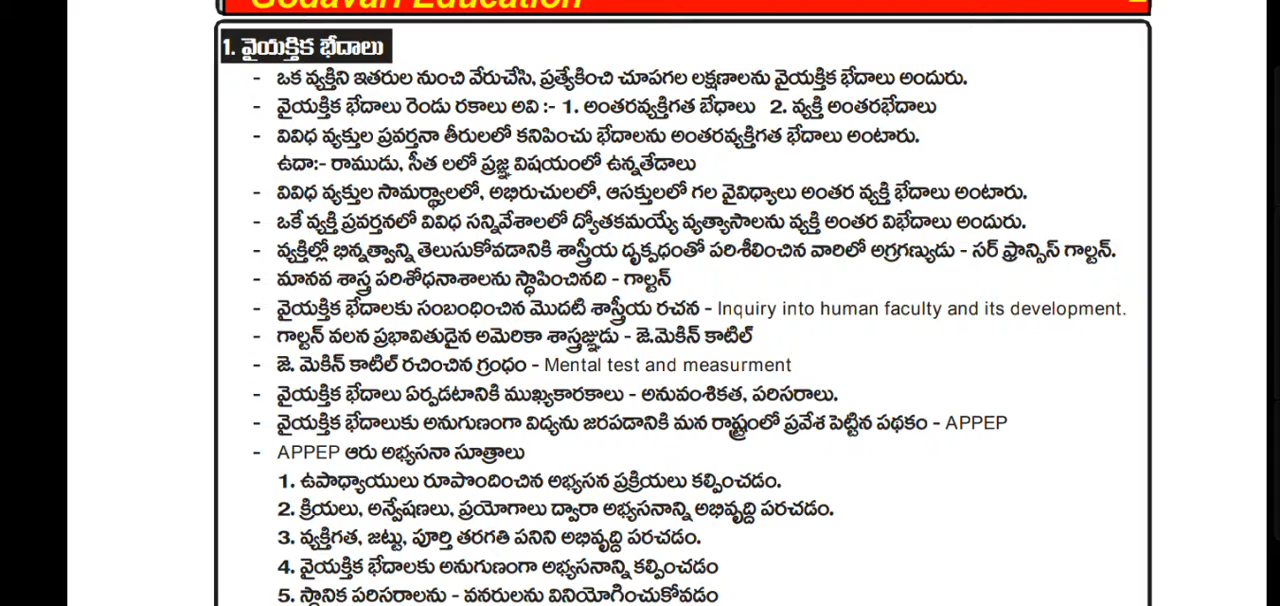 Godavari Education
1. వైయక్తిక భేదాలు
- ఒక వ్యక్తిని ఇతరుల నుంచి వేరుచేసి, ప్రత్యేకించి చూపగల లక్షణాలను వైయక్తిక భేదాలు అందురు.
- వైయక్తిక భేదాలు రెండు రకాలు అవి :- 1. అంతరవ్యక్తిగత బేధాలు 2. వ్యక్తి అంతరభేదాలు
- వివిధ వ్యక్తుల ప్రవర్తనా తీరులలో కనిపించు భేదాలను అంతరవ్యక్తిగత భేదాలు అంటారు.
ఉదా:- రాముడు, సీత లలో ప్రజ్ఞ విషయంలో ఉన్నతేడాలు
- వివిధ వ్యక్తుల సామర్థ్యాలలో, అభిరుచులలో, ఆసక్తులలో గల వైవిధ్యాలు అంతర వ్యక్తి భేదాలు అంటారు.
- ఒకే వ్యక్తి ప్రవర్తనలో వివిధ సన్నివేశాలలో ద్యోతకమయ్యే వ్యత్యాసాలను వ్యక్తి అంతర విభేదాలు అందురు.
- వ్యక్తిల్లో భిన్నత్వాన్ని తెలుసుకోవడానికి శాస్త్రీయ దృక్పధంతో పరిశీలించిన వారిలో అగ్రగణ్యుడు - సర్ ఫ్రాన్సిస్ గాల్టన్.
- మానవ శాస్త్ర పరిశోధనాశాలను స్థాపించినది - గాల్టన్
- వైయక్తిక భేదాలకు సంబంధించిన మొదటి శాస్త్రీయ రచన - Inquiry into human faculty and its development.
- గాల్టన్ వలన ప్రభావితుడైన అమెరికా శాస్త్రజ్ఞుడు - జె.మెకిన్ కాటిల్
- జె. మెకిన్ కాటిల్ రచించిన గ్రంధం - Mental test and measurment
- వైయక్తిక భేదాలు ఏర్పడటానికి ముఖ్యకారకాలు - అనువంశికత, పరిసరాలు.
- వైయక్తిక భేదాలుకు అనుగుణంగా విద్యను జరపడానికి మన రాష్ట్రంలో ప్రవేశ పెట్టిన పథకం - APPEP
- APPEP ఆరు అభ్యసనా సూత్రాలు
1. ఉపాధ్యాయులు రూపొందించిన అభ్యసన ప్రక్రియలు కల్పించడం.
2. క్రియలు, అన్వేషణలు, ప్రయోగాలు ద్వారా అభ్యసనాన్ని అభివృద్ది పరచడం.
3. వ్యక్తిగత, జట్టు, పూర్తి తరగతి పనిని అభివృద్ది పరచడం.
4. వైయక్తిక భేదాలకు అనుగుణంగా అభ్యసనాన్ని కల్పించడం
5. స్థానిక పరిసరాలను - వనరులను వినియోగించుకోవడం